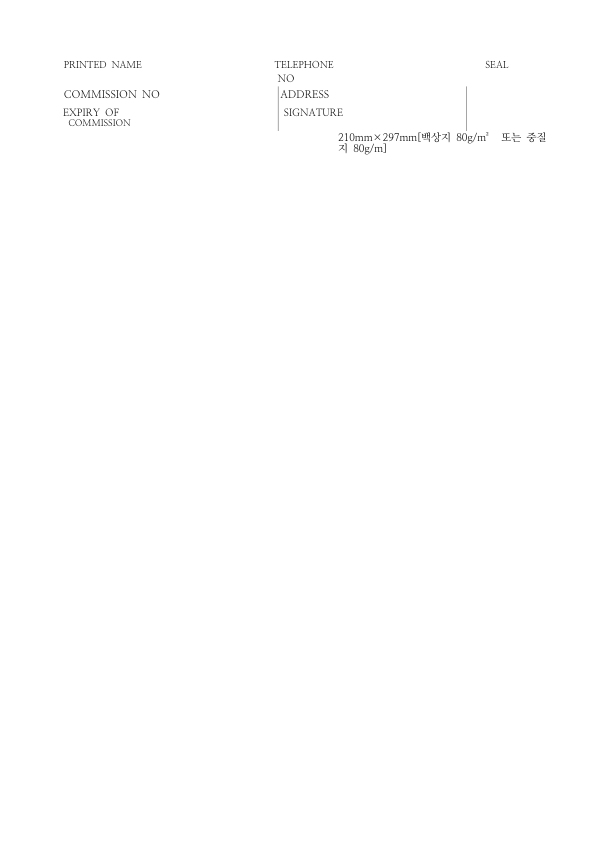 PRINTED NAME TELEPHONE SEAL
NO
COMMISSION NO ADDRESS
EXPIRY OF SIGNATURE
COMMISSION
210mm×297mm[백상지 80g/m² 또는 중질
지 80g/m]